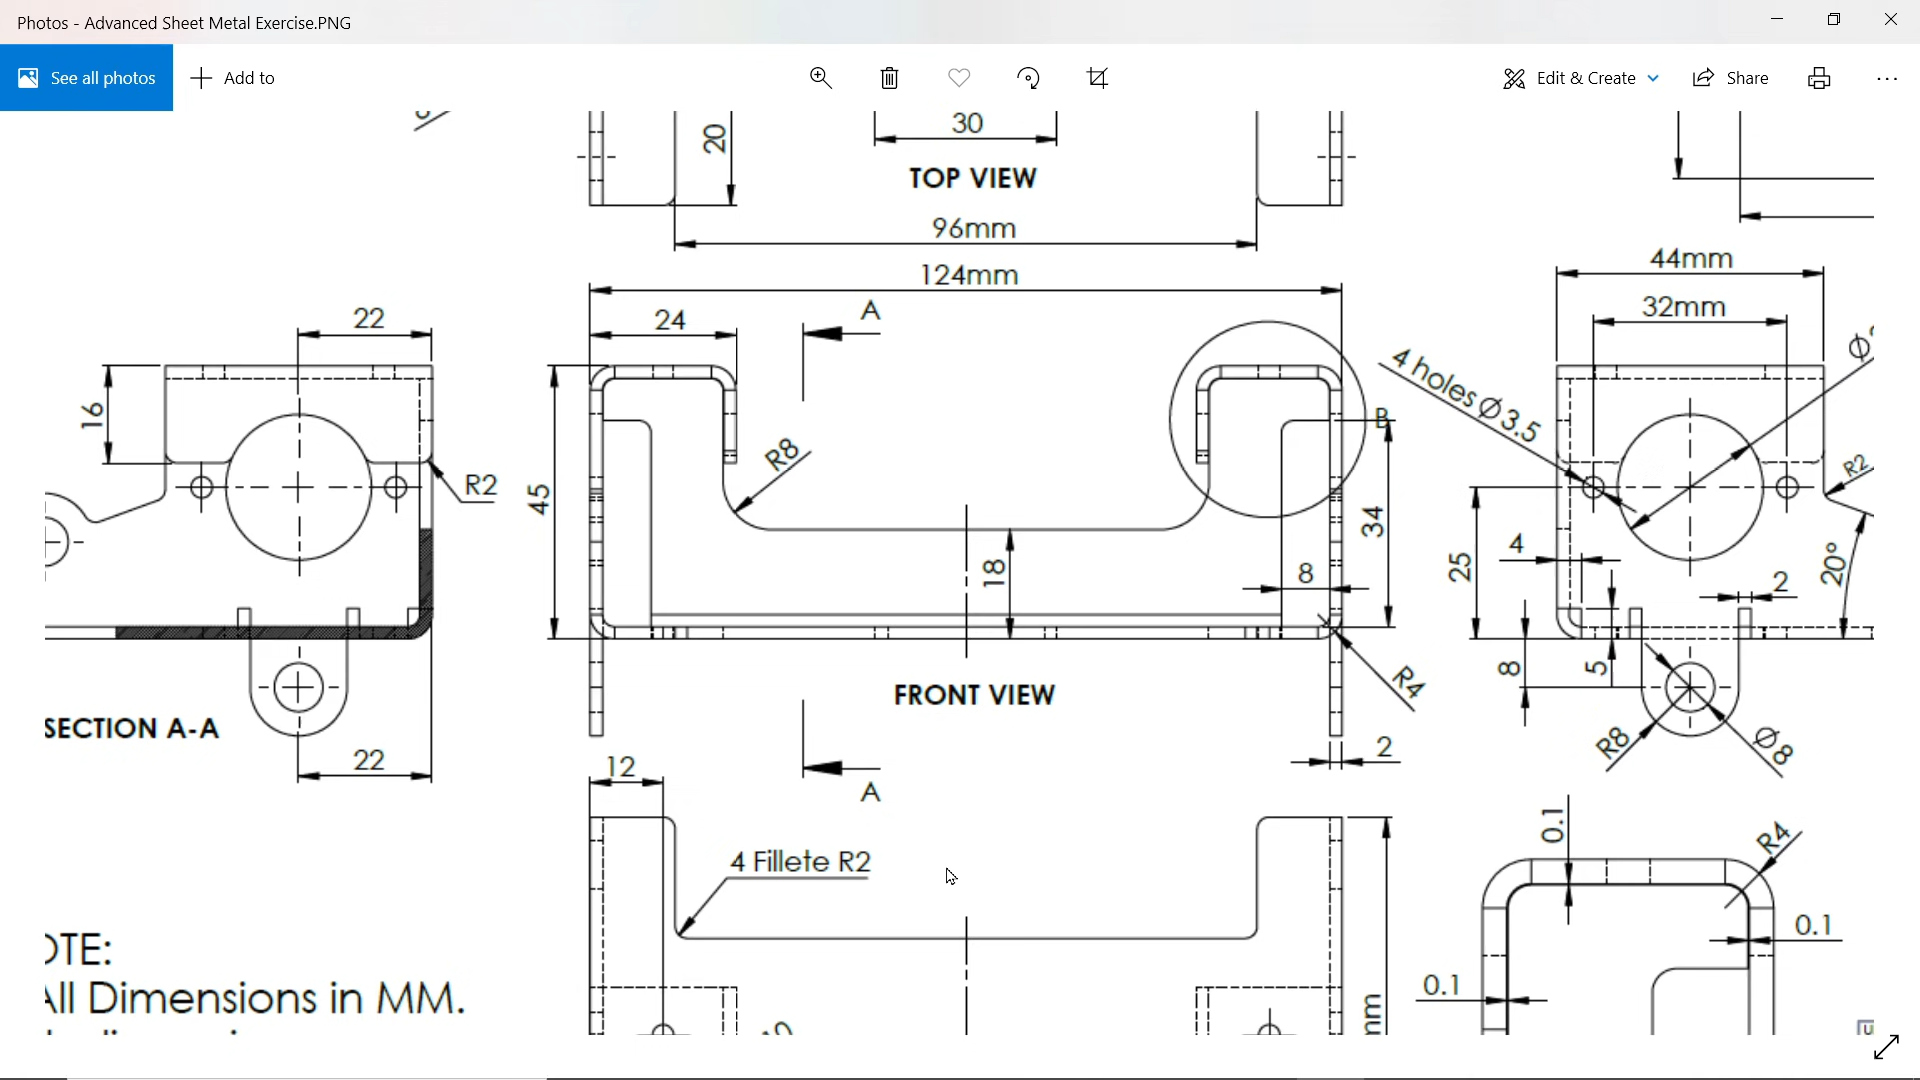 Photos - Advanced Sheet Metal Exercise.PNG
See all photos
Add to
Edit & Create
Share
20
30
TOP VIEW
96mm
124mm
44mm
32mm
22
24
A
4 holes Ø3.5
16
R8
B
R2
R2
45
34
25
4
18
8
20°
2
8
5
R4
FRONT VIEW
SECTION A-A
R8
Ø8
22
12
2
A
0.1
R4
4 Fillete R2
0.1
0.1
All Dimensions in MM.